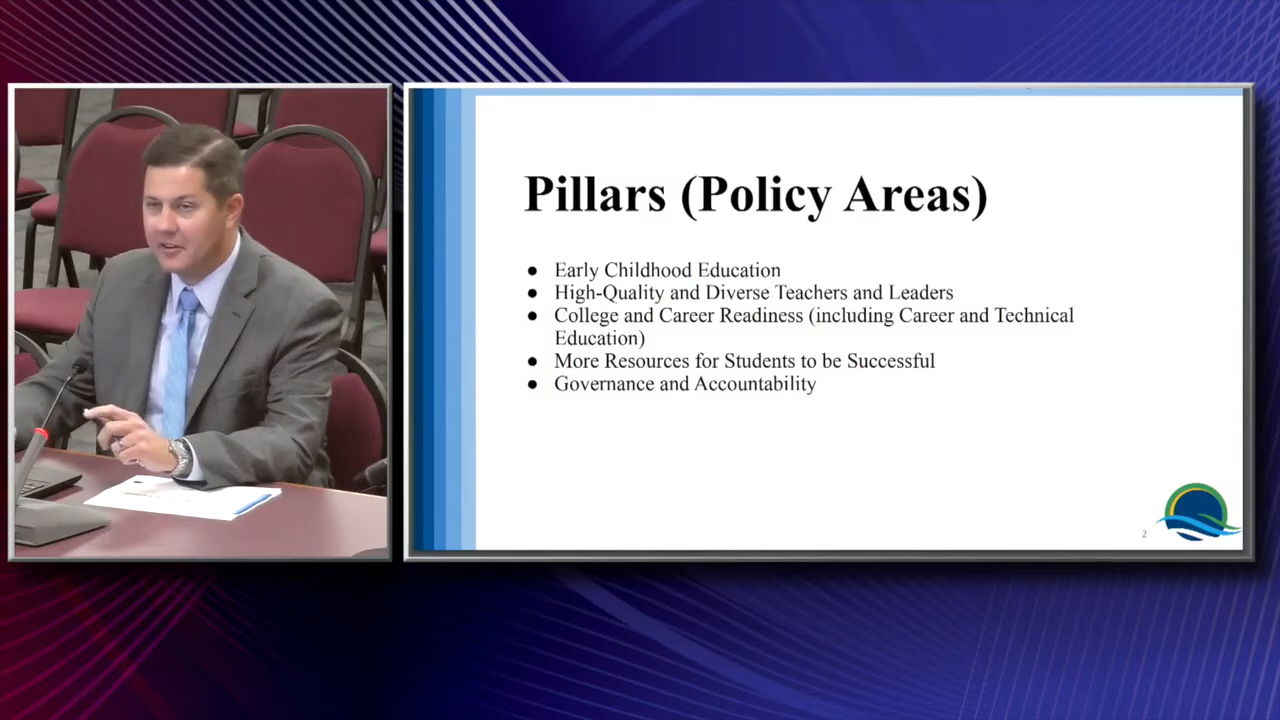 Pillars (Policy Areas)
● Early Childhood Education
● High-Quality and Diverse Teachers and Leaders
● College and Career Readiness (including Career and Technical
Education)
● More Resources for Students to be Successful
● Governance and Accountability
2